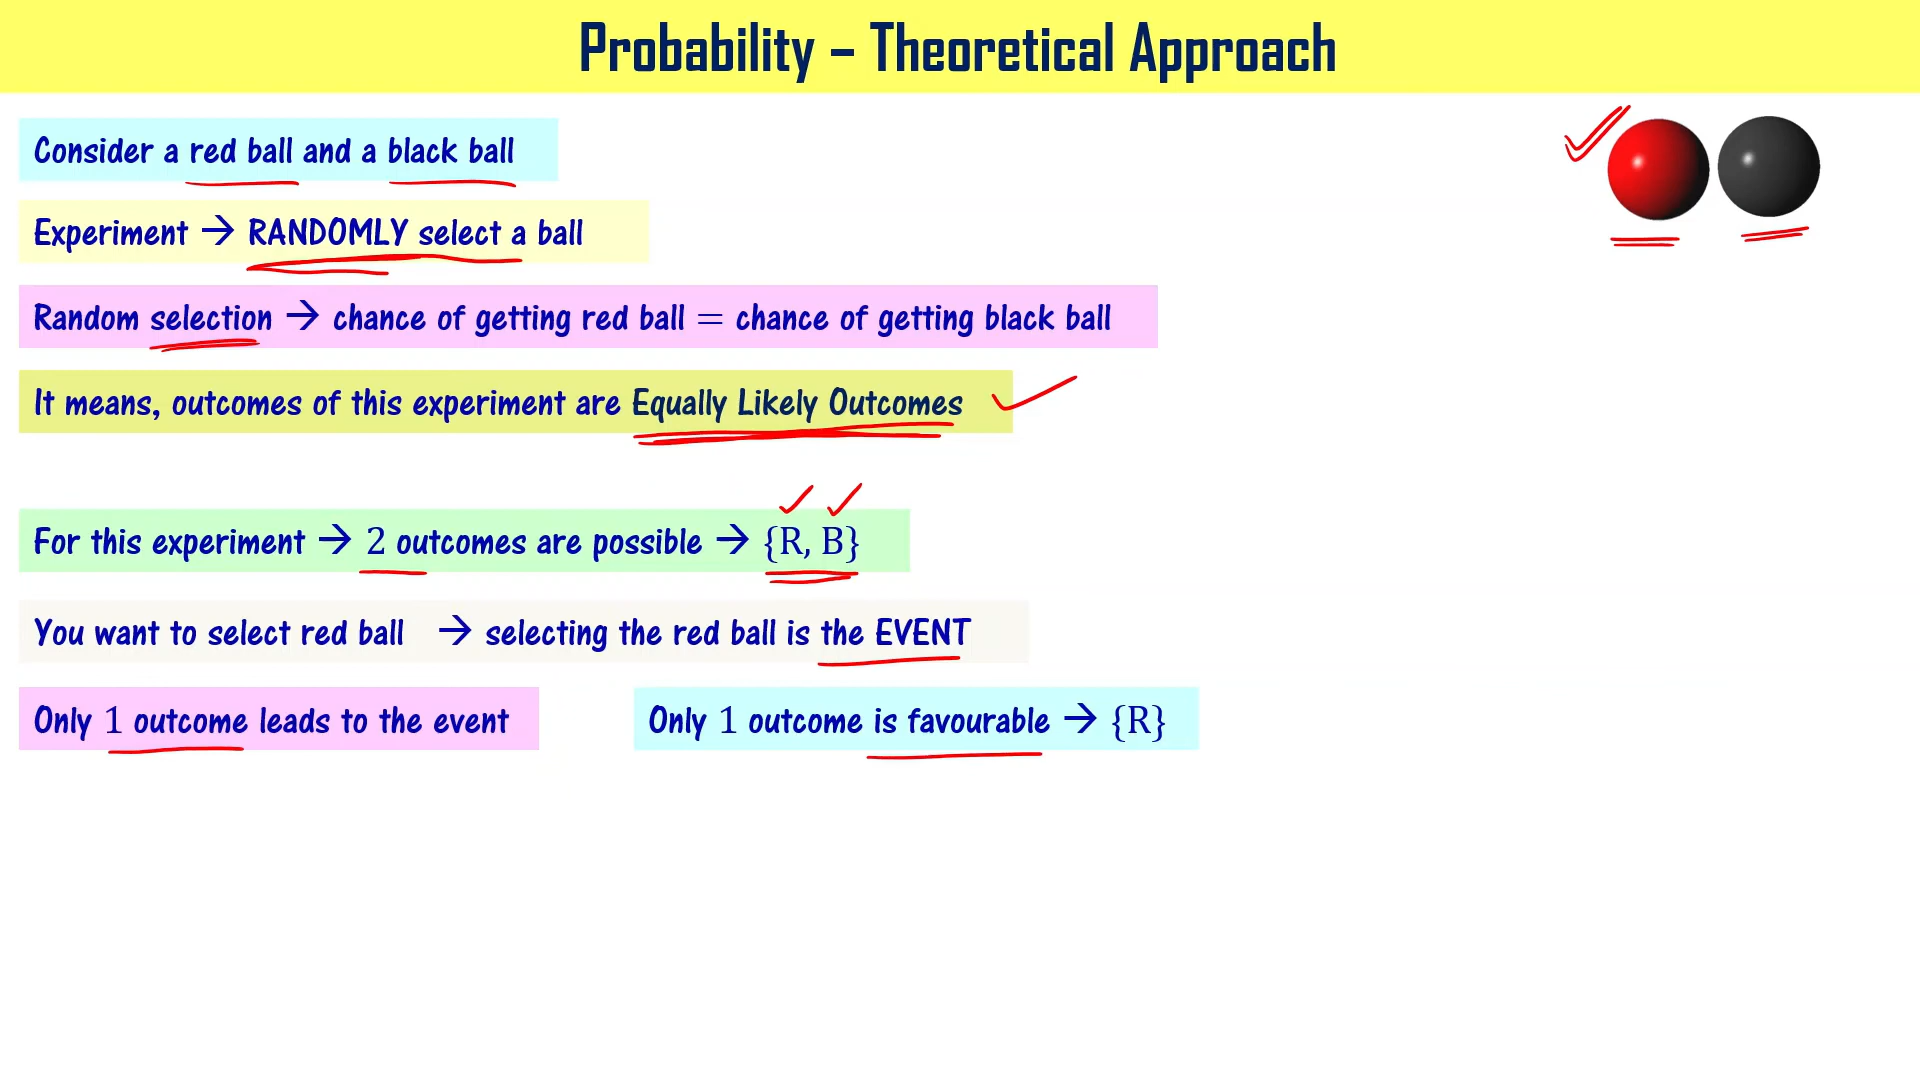 Probability – Theoretical Approach
Consider a red ball and a black ball
Experiment → RANDOMLY select a ball
Random selection → chance of getting red ball = chance of getting black ball
It means, outcomes of this experiment are Equally Likely Outcomes
For this experiment → 2 outcomes are possible → {R, B}
You want to select red ball → selecting the red ball is the EVENT
Only 1 outcome leads to the event
Only 1 outcome is favourable → {R}